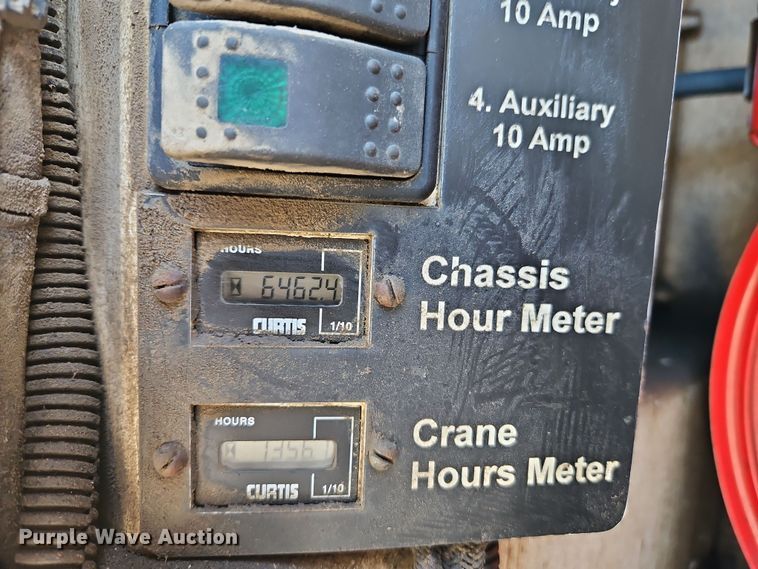 10 Amp
4. Auxiliary
10 Amp
HOURS
6462.4
CURTIS 1/10
Chassis
Hour Meter
HOURS
CURTIS 1/10
Crane
Hours Meter
Purple Wave Auction